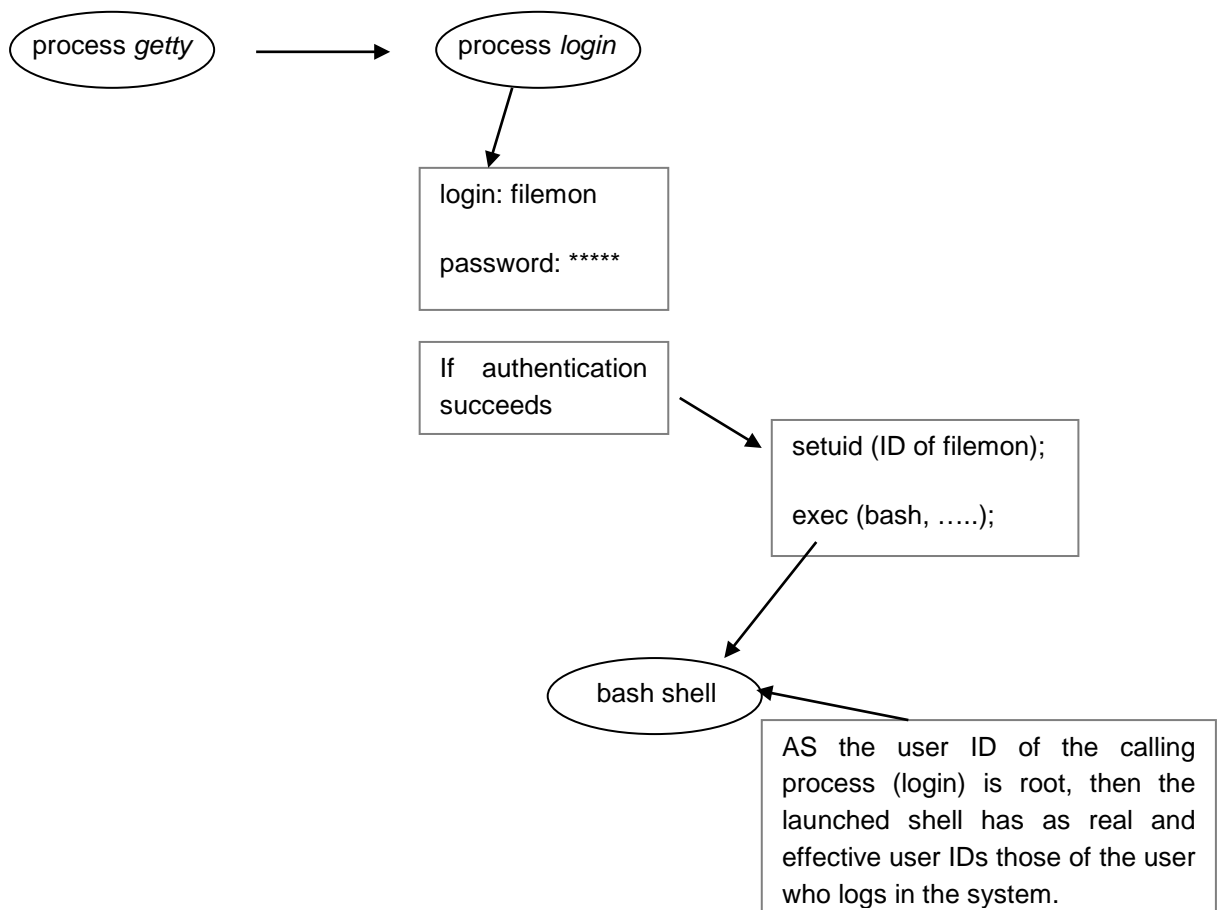 process getty
process login
login: filemon
password: *****
If authentication
succeeds
setuid (ID of filemon);
exec (bash, …..);
bash shell
AS the user ID of the calling
process (login) is root, then the
launched shell has as real and
effective user IDs those of the user
who logs in the system.